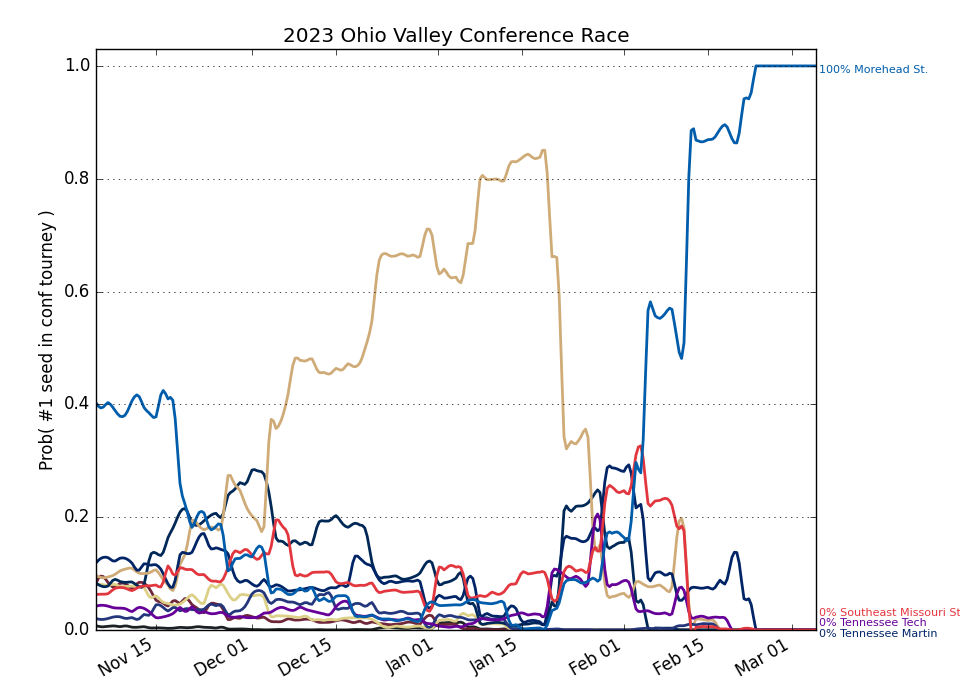 2023 Ohio Valley Conference Race
Prob( #1 seed in conf tourney )
1.0
0.8
0.6
0.4
0.2
0.0
Nov 15
Dec 01
Dec 15
Jan 01
Jan 15
Feb 01
Feb 15
Mar 01
100% Morehead St.
0% Southeast Missouri St
0% Tennessee Tech
0% Tennessee Martin